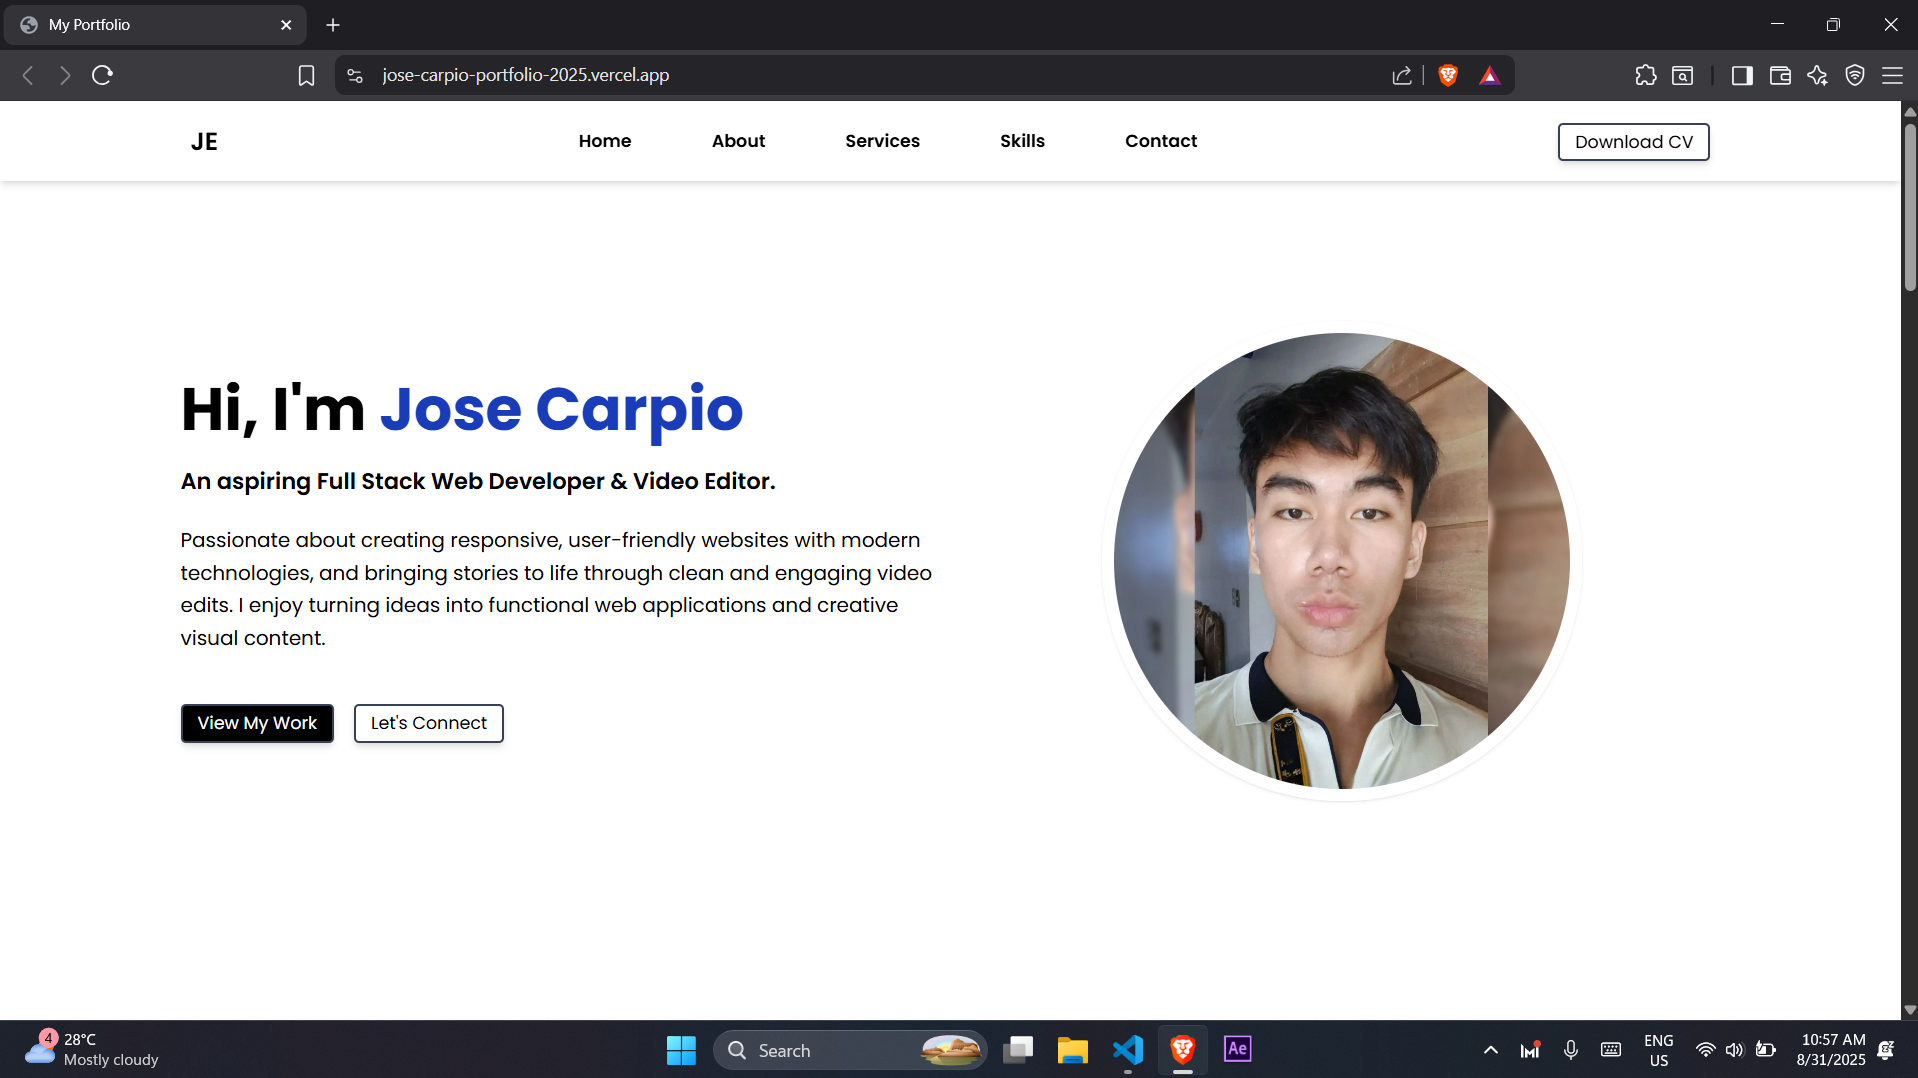 My Portfolio
jose-carpio-portfolio-2025.vercel.app
JE
Home
About
Services
Skills
Contact
Download CV
Hi, I'm Jose Carpio
An aspiring Full Stack Web Developer & Video Editor.
Passionate about creating responsive, user-friendly websites with modern
technologies, and bringing stories to life through clean and engaging video
edits. I enjoy turning ideas into functional web applications and creative
visual content.
View My Work
Let's Connect
4
28°C
Mostly cloudy
Search
Ae
ENG
US
10:57 AM
8/31/2025